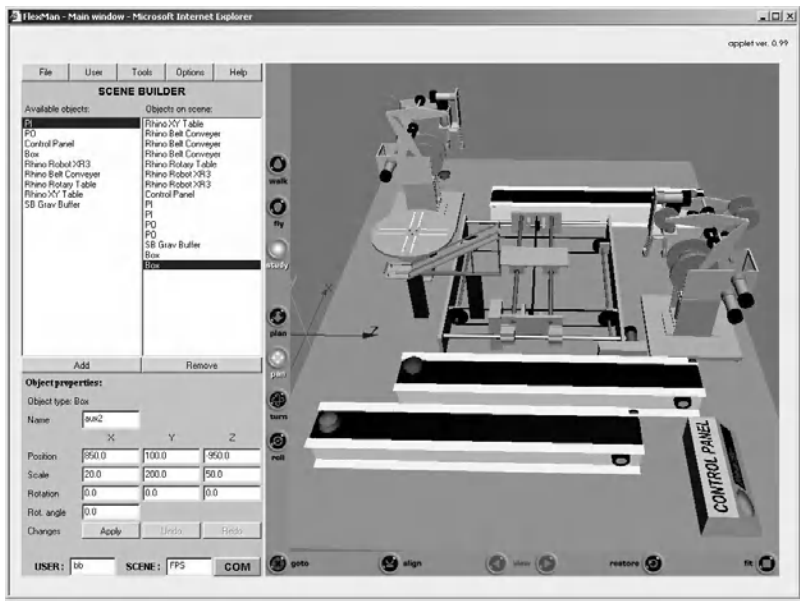 FlexMan - Main window - Microsoft Internet Explorer
applet ver. 0.99
File User Tools Options Help
SCENE BUILDER
Available objects: Objects on scene:
PI
PO
Control Panel
Box
Rhino Robot XR3
Rhino Belt Conveyer
Rhino Rotary Table
Rhino XY Table
SB Grav Buffer
Rhino XY Table
Rhino Belt Conveyer
Rhino Belt Conveyer
Rhino Belt Conveyer
Rhino Rotary Table
Rhino Robot XR3
Rhino Robot XR3
Control Panel
PI
PI
PO
PO
SB Grav Buffer
Box
Box
Add Remove
Object properties:
Object type: Box
Name aux2
X Y Z
Position 850.0 100.0 -950.0
Scale 20.0 200.0 50.0
Rotation 0.0 0.0 0.0
Rot. angle 0.0
Changes Apply Undo Redo
USER: bb SCENE: FPS COM
walk
fly
study
plan
pan
turn
roll
X
Z
CONTROL PANEL
goto align view restore fit